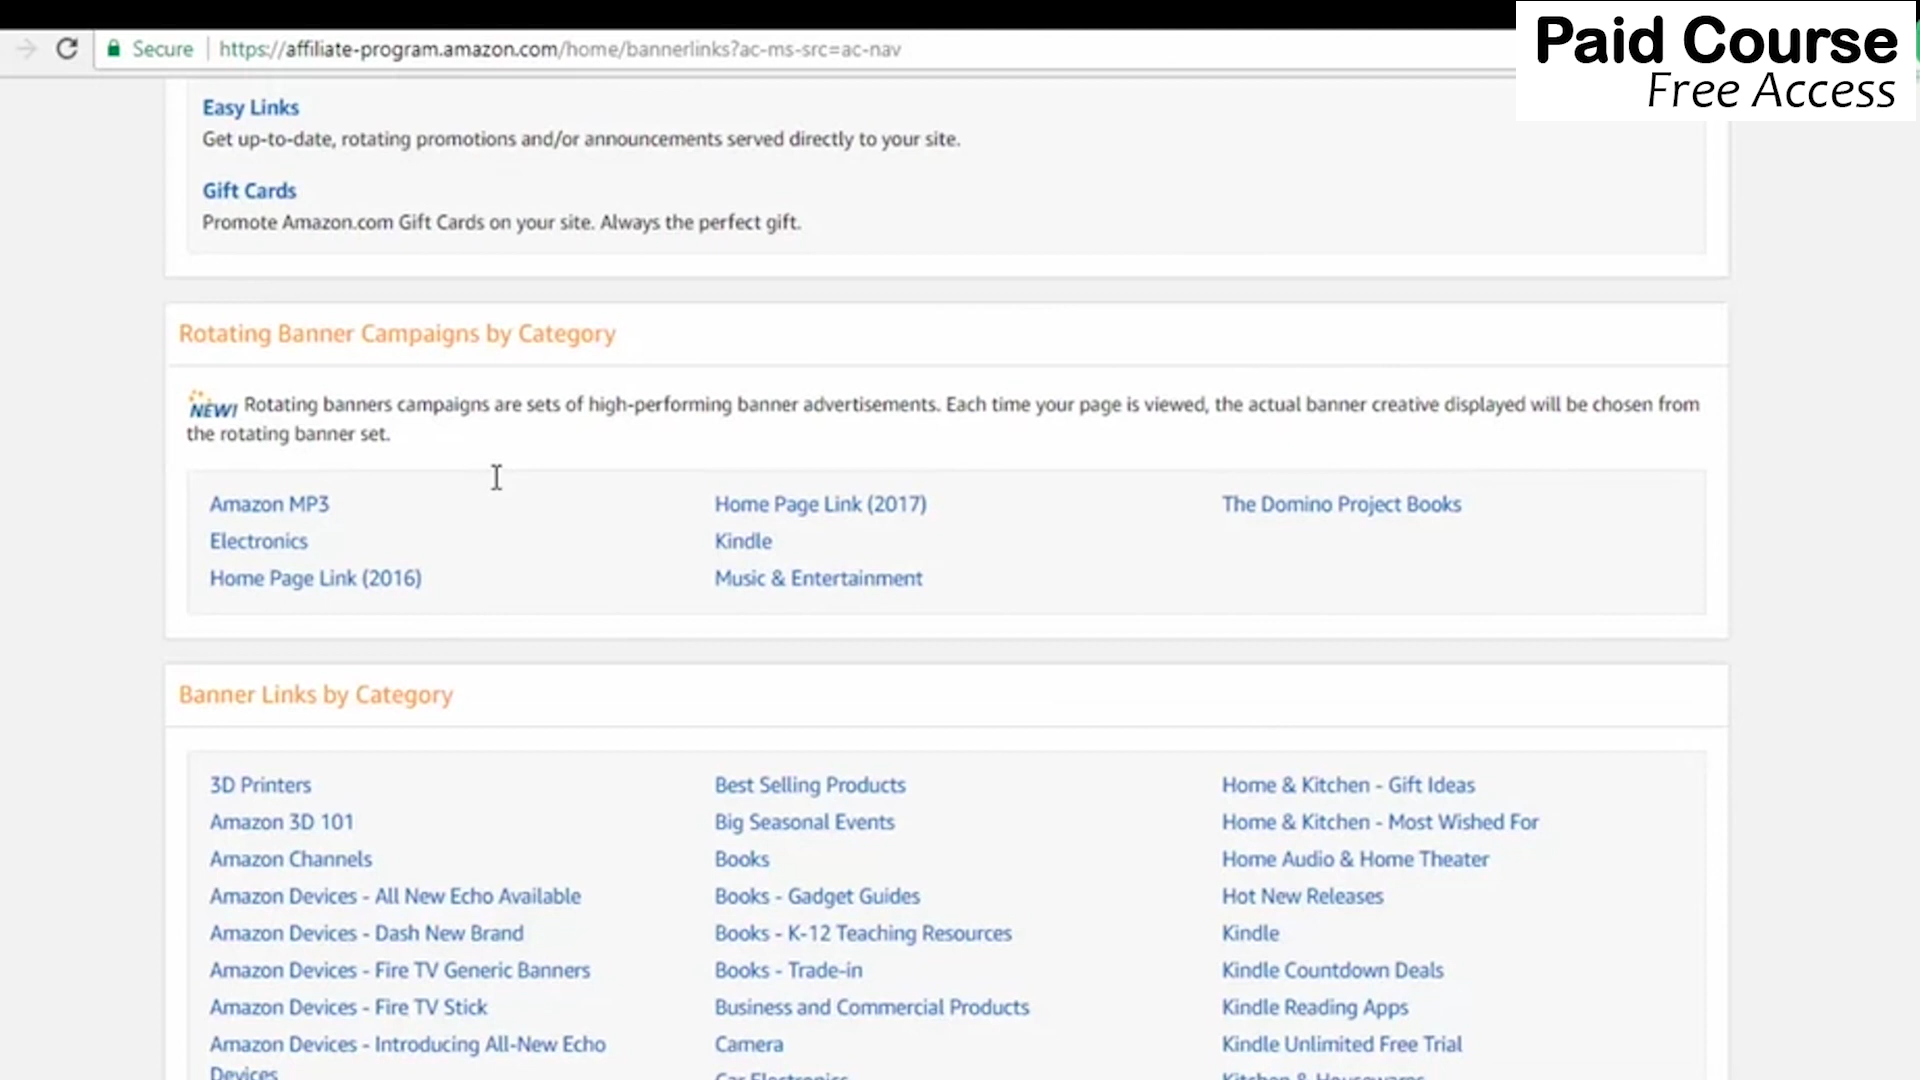 Paid Course
Free Access
Secure
https://affiliate-program.amazon.com/home/bannerlinks?ac-ms-src=ac-nav
Easy Links
Get up-to-date, rotating promotions and/or announcements served directly to your site.
Gift Cards
Promote Amazon.com Gift Cards on your site. Always the perfect gift.
Rotating Banner Campaigns by Category
NEW! Rotating banners campaigns are sets of high-performing banner advertisements. Each time your page is viewed, the actual banner creative displayed will be chosen from
the rotating banner set.
Amazon MP3
Electronics
Home Page Link (2016)
Home Page Link (2017)
Kindle
Music & Entertainment
The Domino Project Books
Banner Links by Category
3D Printers
Amazon 3D 101
Amazon Channels
Amazon Devices - All New Echo Available
Amazon Devices - Dash New Brand
Amazon Devices - Fire TV Generic Banners
Amazon Devices - Fire TV Stick
Amazon Devices - Introducing All-New Echo
Devices
Best Selling Products
Big Seasonal Events
Books
Books - Gadget Guides
Books - K-12 Teaching Resources
Books - Trade-in
Business and Commercial Products
Camera
Car Electronics
Home & Kitchen - Gift Ideas
Home & Kitchen - Most Wished For
Home Audio & Home Theater
Hot New Releases
Kindle
Kindle Countdown Deals
Kindle Reading Apps
Kindle Unlimited Free Trial
Kitchen & Housewares